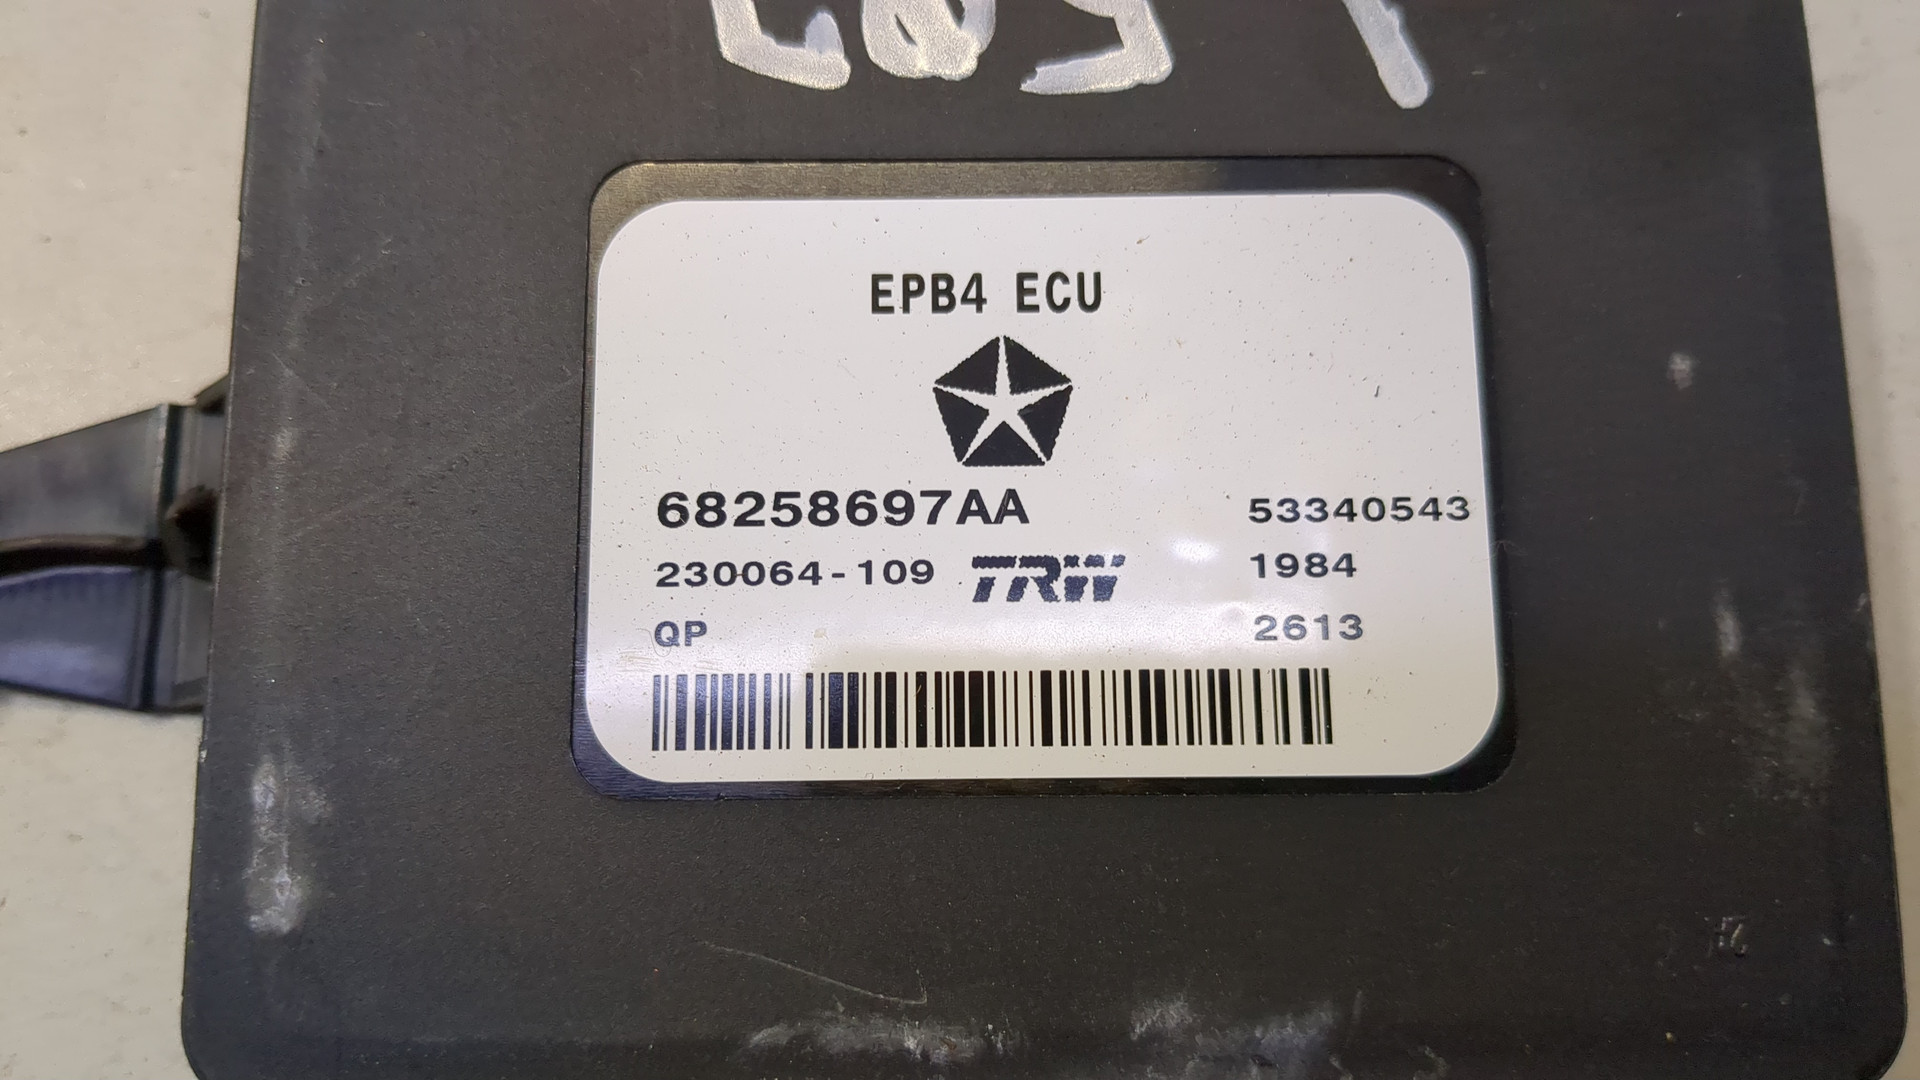 EPB4 ECU
68258697AA
53340543
230064-109
TRW
1984
QP
2613